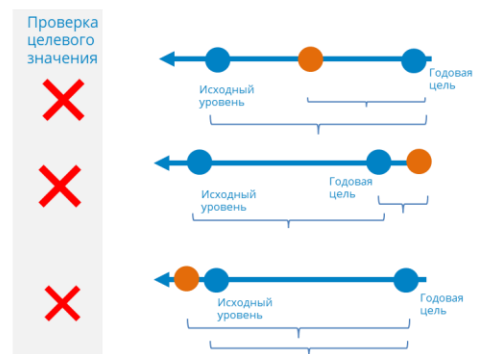 Проверка
целевого
значения
Исходный
уровень
Годовая
цель
Исходный
уровень
Годовая
цель
Исходный
уровень
Годовая
цель